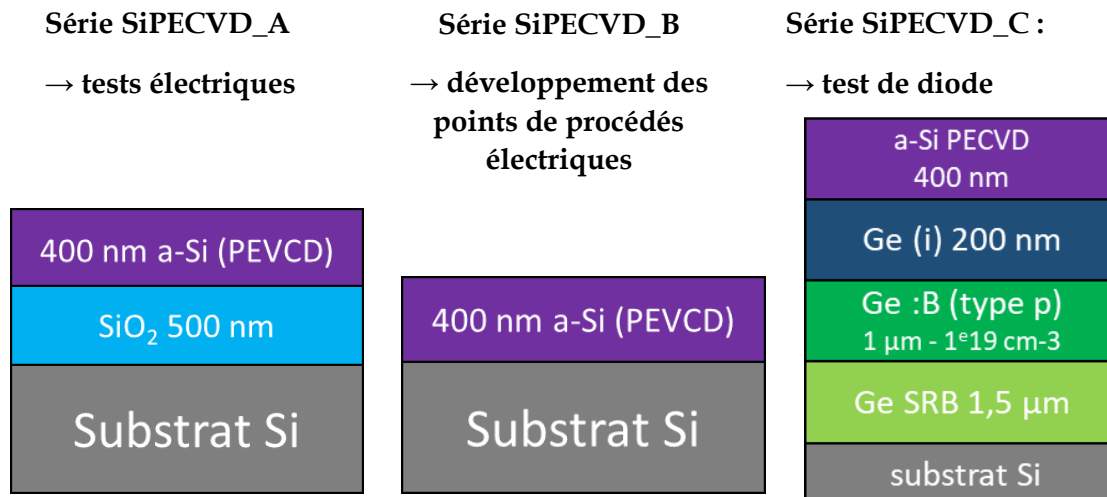 Série SiPECVD_A
→ tests électriques
400 nm a-Si (PEVCD)
SiO₂ 500 nm
Substrat Si
Série SiPECVD_B
→ développement des
points de procédés
électriques
400 nm a-Si (PEVCD)
Substrat Si
Série SiPECVD_C :
→ test de diode
a-Si PECVD
400 nm
Ge (i) 200 nm
Ge :B (type p)
1 µm - 1ᵉ19 cm-3
Ge SRB 1,5 µm
substrat Si